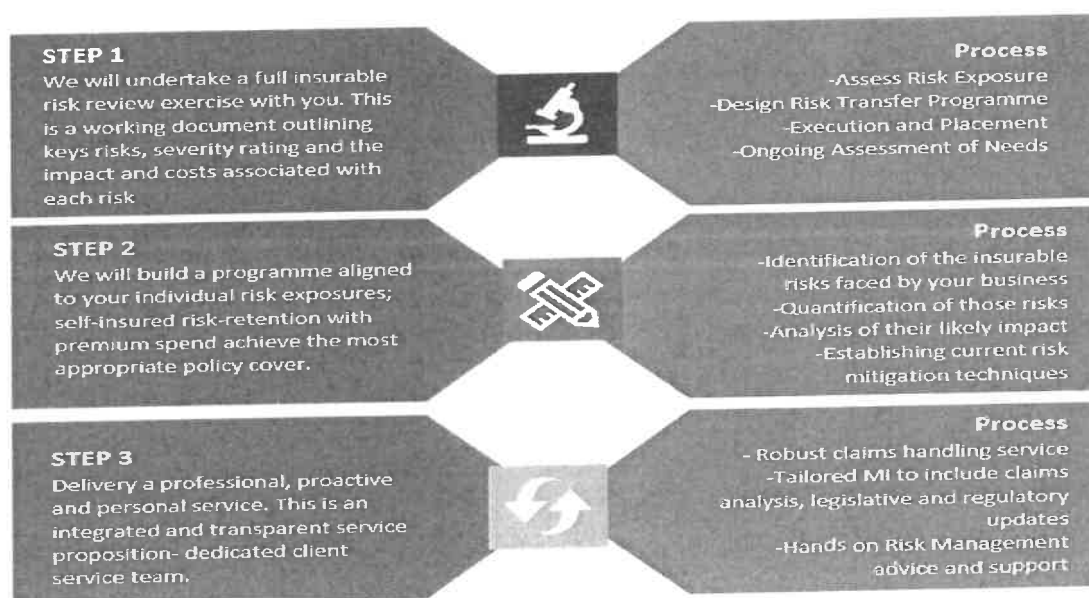 STEP 1
We will undertake a full insurable
risk review exercise with you. This
is a working document outlining
keys risks, severity rating and the
impact and costs associated with
each risk
Process
-Assess Risk Exposure
-Design Risk Transfer Programme
-Execution and Placement
-Ongoing Assessment of Needs
STEP 2
We will build a programme aligned
to your individual risk exposures;
self-insured risk-retention with
premium spend achieve the most
appropriate policy cover.
Process
-Identification of the insurable
risks faced by your business
-Quantification of those risks
-Analysis of their likely impact
-Establishing current risk
mitigation techniques
STEP 3
Delivery a professional, proactive
and personal service. This is an
integrated and transparent service
proposition- dedicated client
service team.
Process
- Robust claims handling service
-Tailored MI to include claims
analysis, legislative and regulatory
updates
-Hands on Risk Management
advice and support